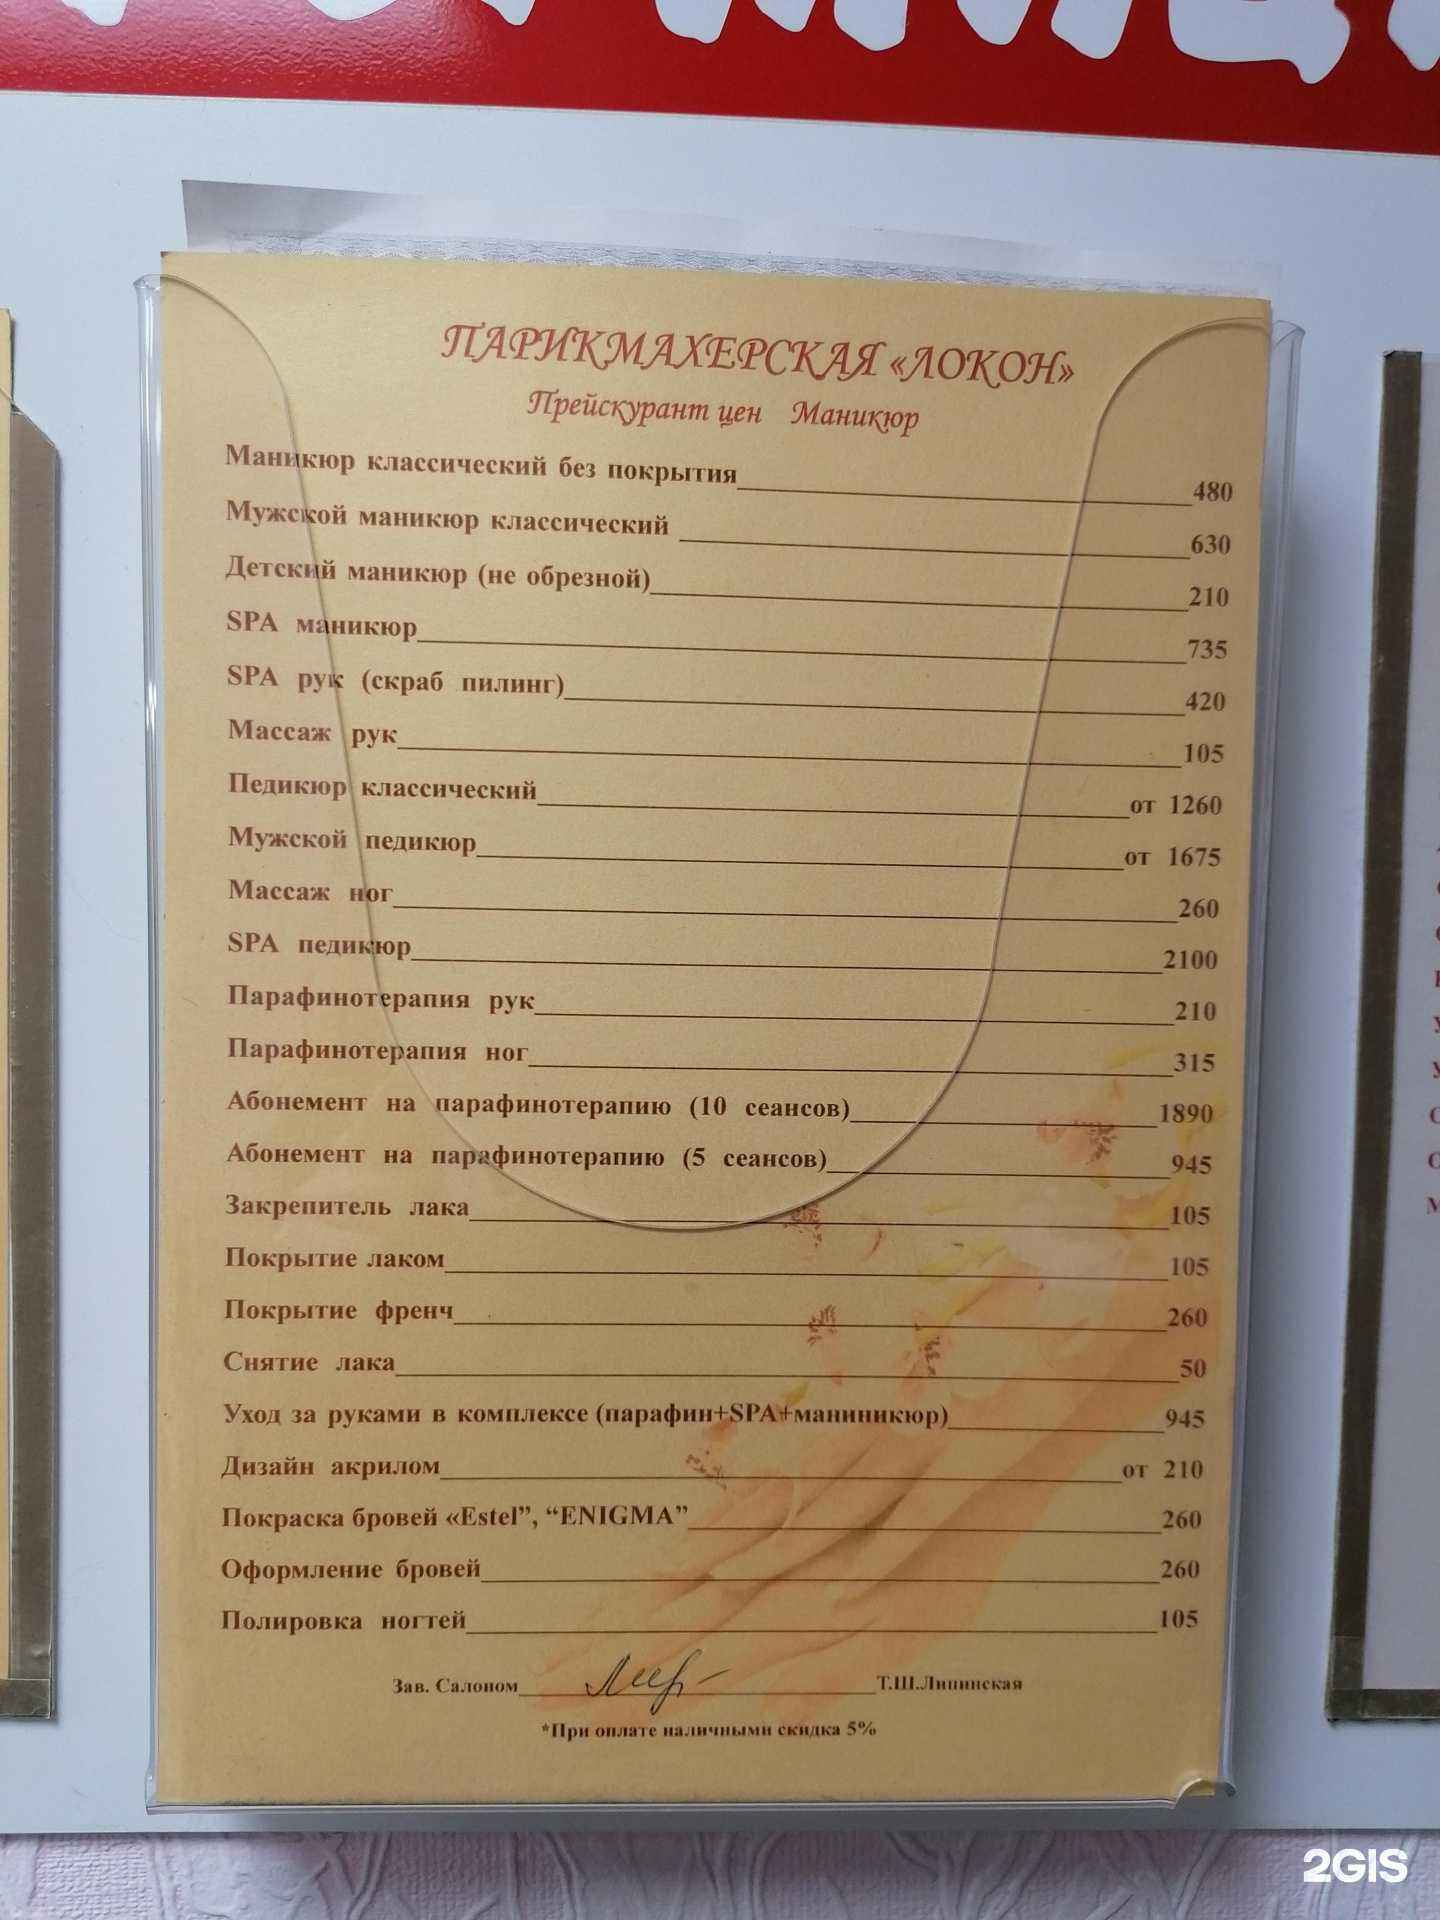 ПАРИКМАХЕРСКАЯ «ЛОКОН»
Прейскурант цен Маникюр
Маникюр классический без покрытия 480
Мужской маникюр классический 630
Детский маникюр (не обрезной) 210
SPA маникюр 735
SPA рук (скраб пилинг) 420
Массаж рук 105
Педикюр классический от 1260
Мужской педикюр от 1675
Массаж ног 260
SPA педикюр 2100
Парафинотерапия рук 210
Парафинотерапия ног 315
Абонемент на парафинотерапию (10 сеансов) 1890
Абонемент на парафинотерапию (5 сеансов) 945
Закрепитель лака 105
Покрытие лаком 105
Покрытие френч 260
Снятие лака 50
Уход за руками в комплексе (парафин+SPA+маниникюр) 945
Дизайн акрилом от 210
Покраска бровей «Estel”, “ENIGMA” 260
Оформление бровей 260
Полировка ногтей 105
Зав. Салоном Т.Ш.Липинская
*При оплате наличными скидка 5%
2GIS